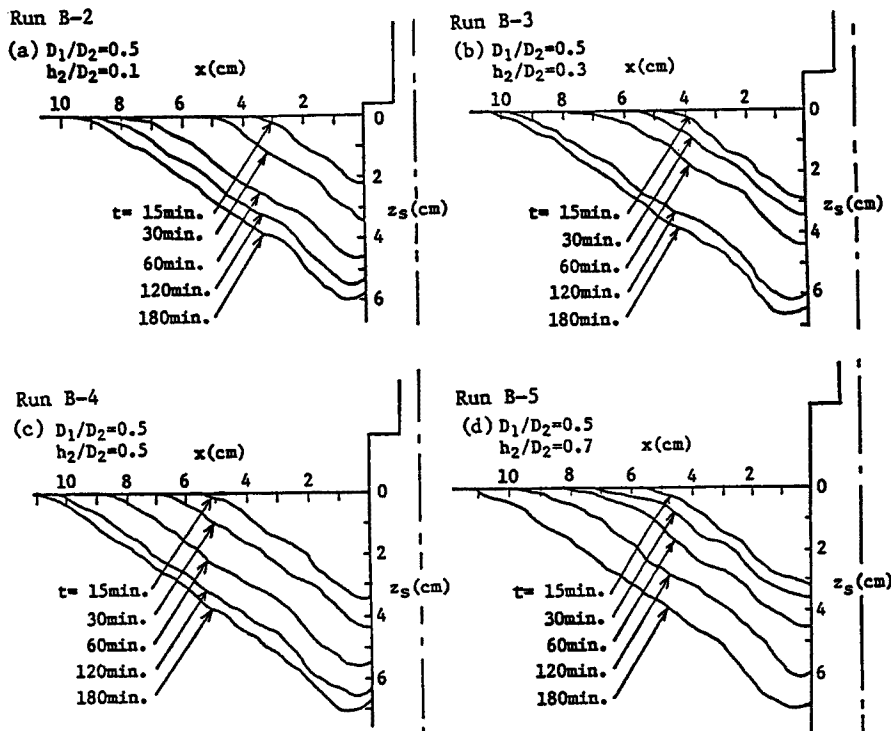 Run B-2
(a) D₁/D₂=0.5
h₂/D₂=0.1
x(cm)
10 8 6 4 2
0
2
4
6
z_s(cm)
t= 15min.
30min.
60min.
120min.
180min.
Run B-3
(b) D₁/D₂=0.5
h₂/D₂=0.3
x(cm)
10 8 6 4 2
0
2
4
6
z_s(cm)
t= 15min.
30min.
60min.
120min.
180min.
Run B-4
(c) D₁/D₂=0.5
h₂/D₂=0.5
x(cm)
10 8 6 4 2
0
2
4
6
z_s(cm)
t= 15min.
30min.
60min.
120min.
180min.
Run B-5
(d) D₁/D₂=0.5
h₂/D₂=0.7
x(cm)
10 8 6 4 2
0
2
4
6
z_s(cm)
t= 15min.
30min.
60min.
120min.
180min.